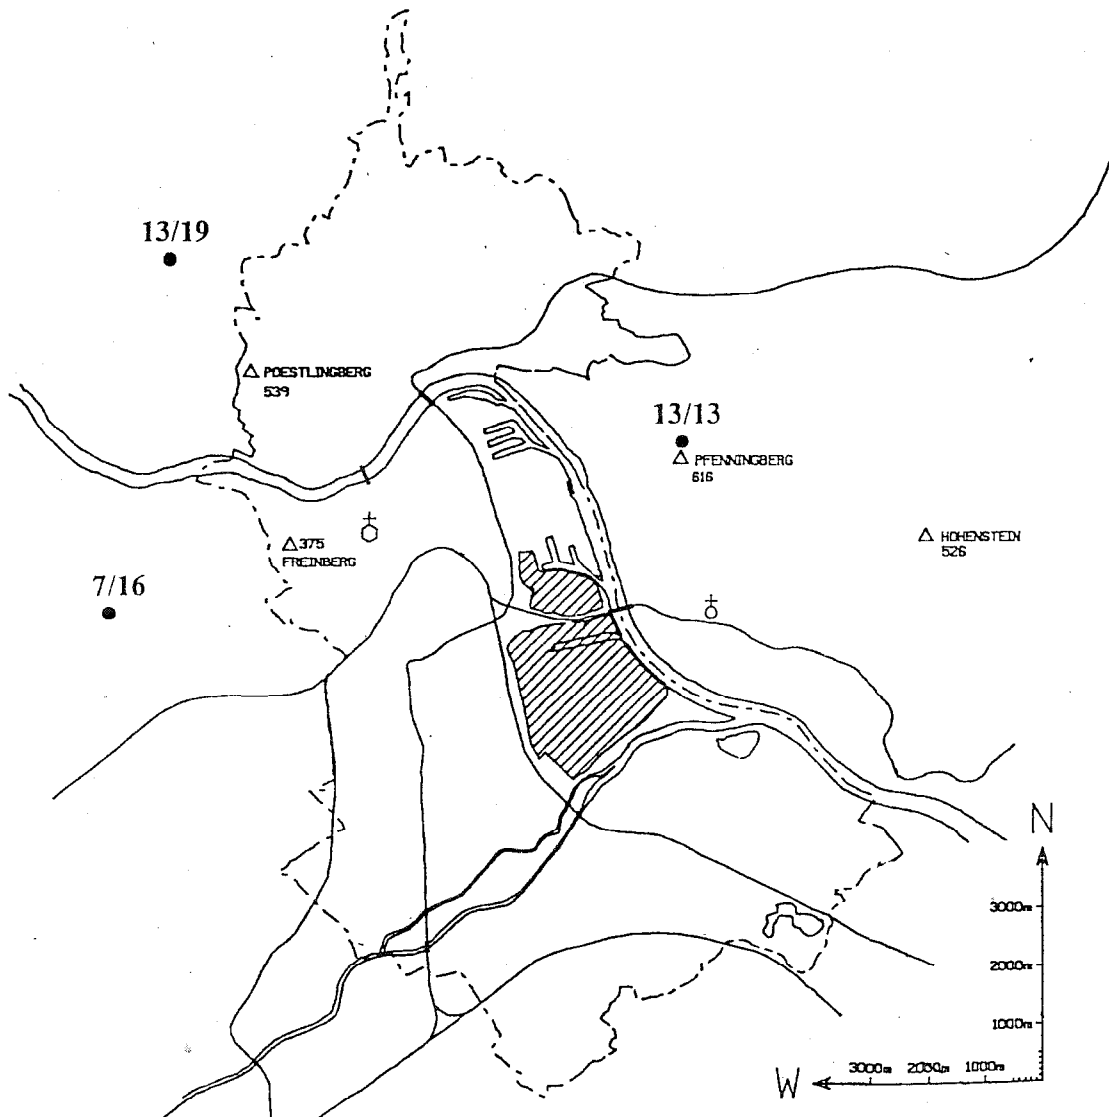 13/19
POESTLINGBERG
539
13/13
PFENNINGBERG
616
375
FREINBERG
HOHENSTEIN
526
7/16
N
3000m
2000m
1000m
W
3000m 2000m 1000m